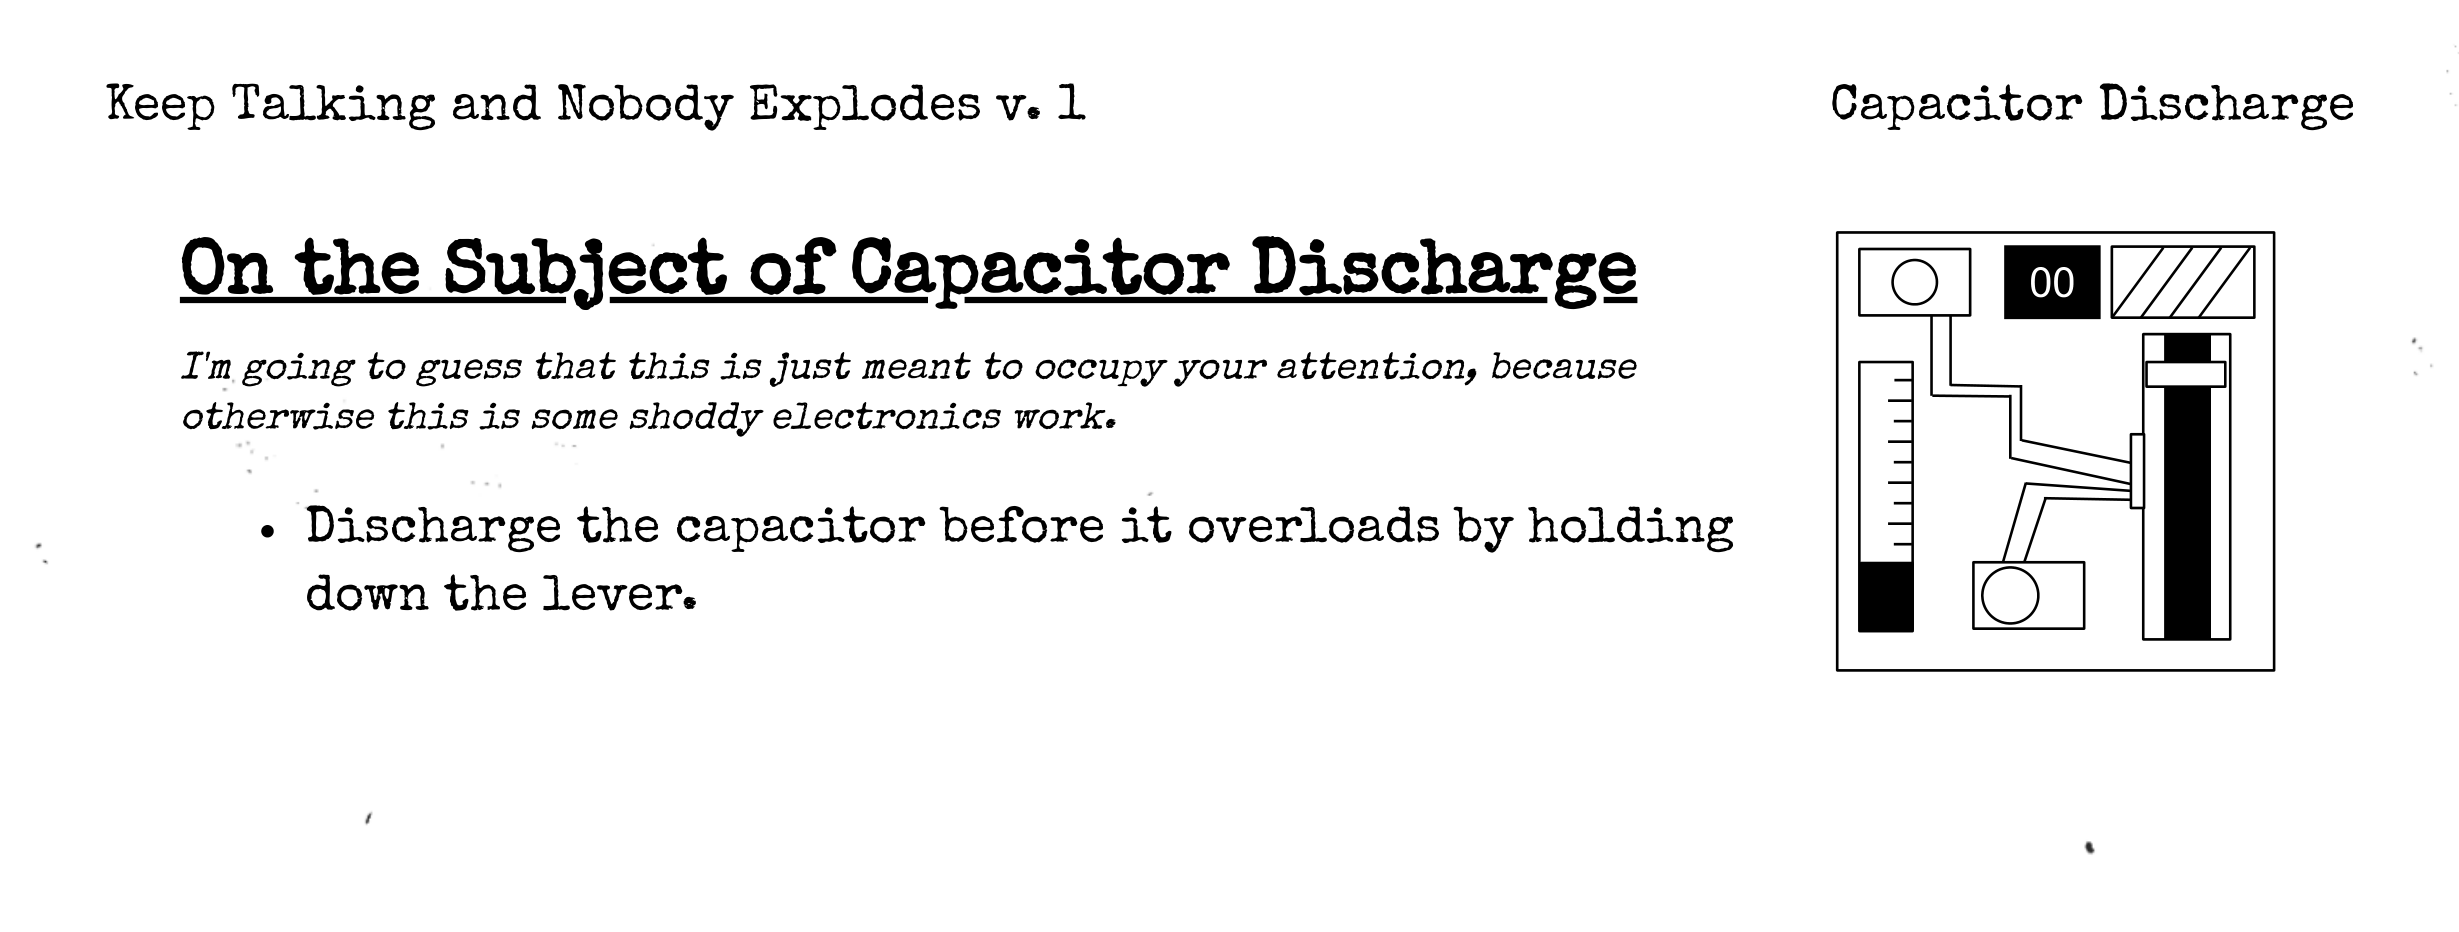 Keep Talking and Nobody Explodes v. 1
Capacitor Discharge
On the Subject of Capacitor Discharge
00
I'm going to guess that this is just meant to occupy your attention, because
otherwise this is some shoddy electronics work.
• Discharge the capacitor before it overloads by holding
down the lever.